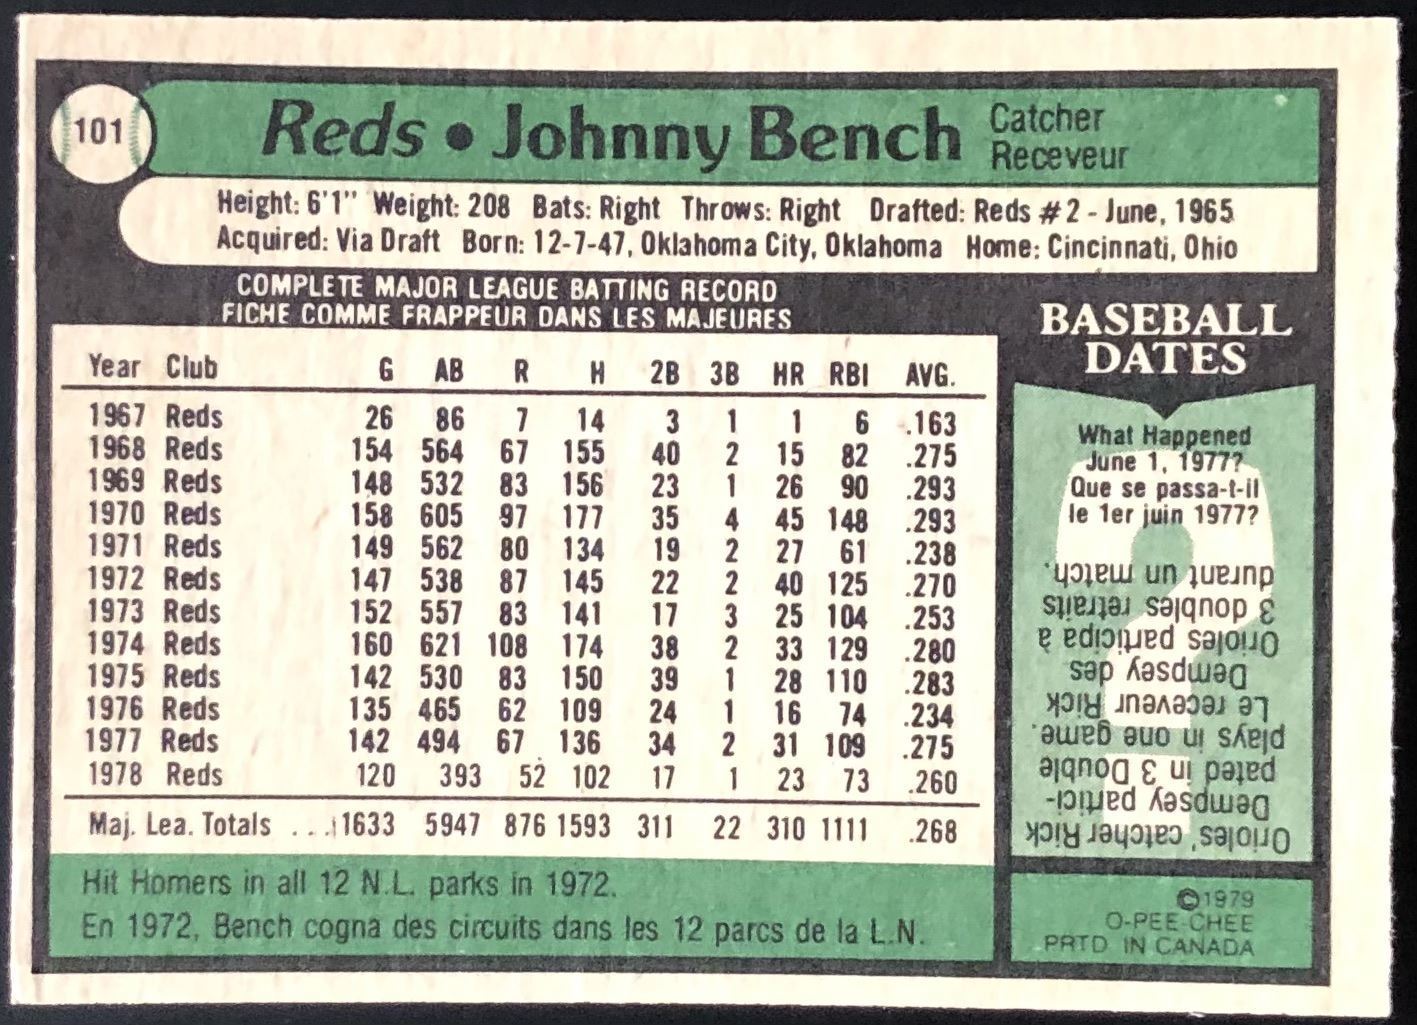 101
Reds • Johnny Bench
Catcher
Receveur
Height: 6'1" Weight: 208 Bats: Right Throws: Right Drafted: Reds #2 - June, 1965
Acquired: Via Draft Born: 12-7-47, Oklahoma City, Oklahoma Home: Cincinnati, Ohio
COMPLETE MAJOR LEAGUE BATTING RECORD
FICHE COMME FRAPPEUR DANS LES MAJEURES
Year Club G AB R H 2B 3B HR RBI AVG.
1967 Reds 26 86 7 14 3 1 1 6 .163
1968 Reds 154 564 67 155 40 2 15 82 .275
1969 Reds 148 532 83 156 23 1 26 90 .293
1970 Reds 158 605 97 177 35 4 45 148 .293
1971 Reds 149 562 80 134 19 2 27 61 .238
1972 Reds 147 538 87 145 22 2 40 125 .270
1973 Reds 152 557 83 141 17 3 25 104 .253
1974 Reds 160 621 108 174 38 2 33 129 .280
1975 Reds 142 530 83 150 39 1 28 110 .283
1976 Reds 135 465 62 109 24 1 16 74 .234
1977 Reds 142 494 67 136 34 2 31 109 .275
1978 Reds 120 393 52 102 17 1 23 73 .260
Maj. Lea. Totals .... 1633 5947 876 1593 311 22 310 1111 .268
Hit Homers in all 12 N.L. parks in 1972.
En 1972, Bench cogna des circuits dans les 12 parcs de la L.N.
BASEBALL
DATES
What Happened
June 1, 1977?
Que se passa-t-il
le 1er juin 1977?
Orioles' catcher Rick
Dempsey partici-
pated in 3 Double
plays in one game.
Le receveur Rick
Dempsey des
Orioles participa à
3 doubles retraits
durant un match.
©1979
O-PEE-CHEE
PRTD IN CANADA